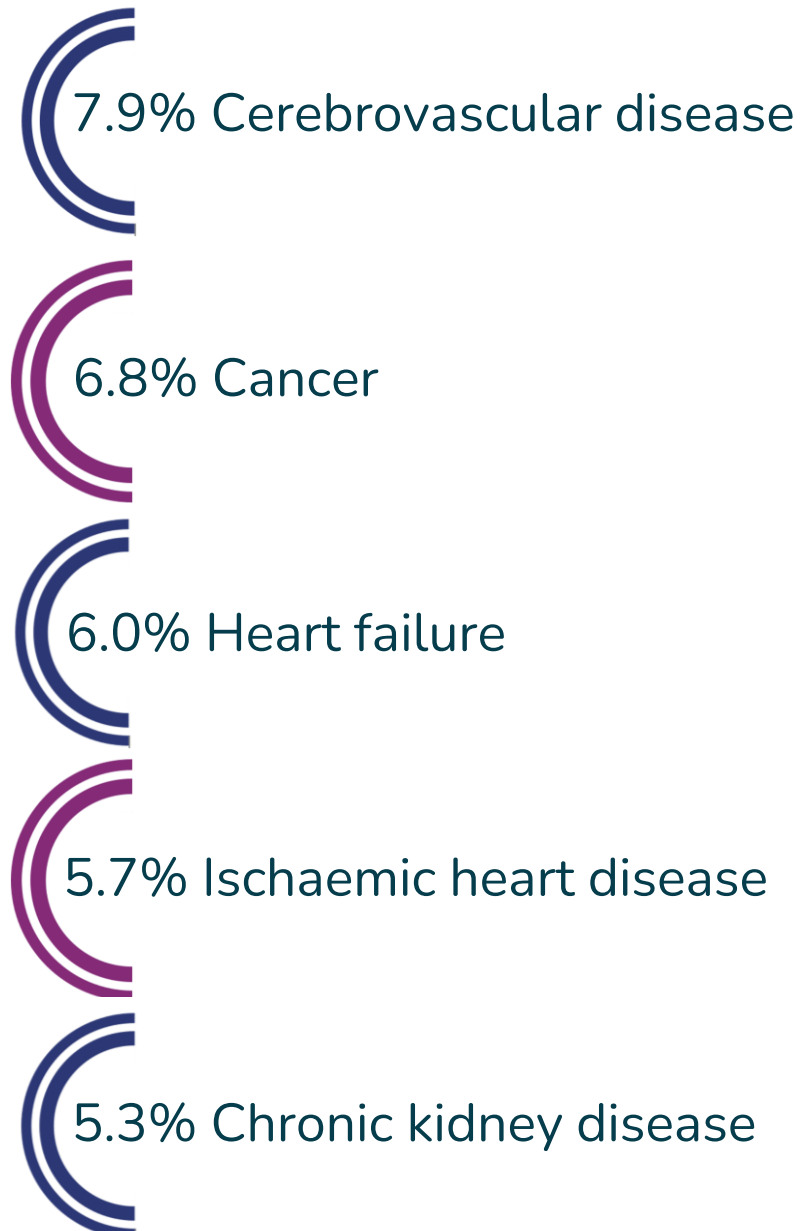 7.9% Cerebrovascular disease
6.8% Cancer
6.0% Heart failure
5.7% Ischaemic heart disease
5.3% Chronic kidney disease